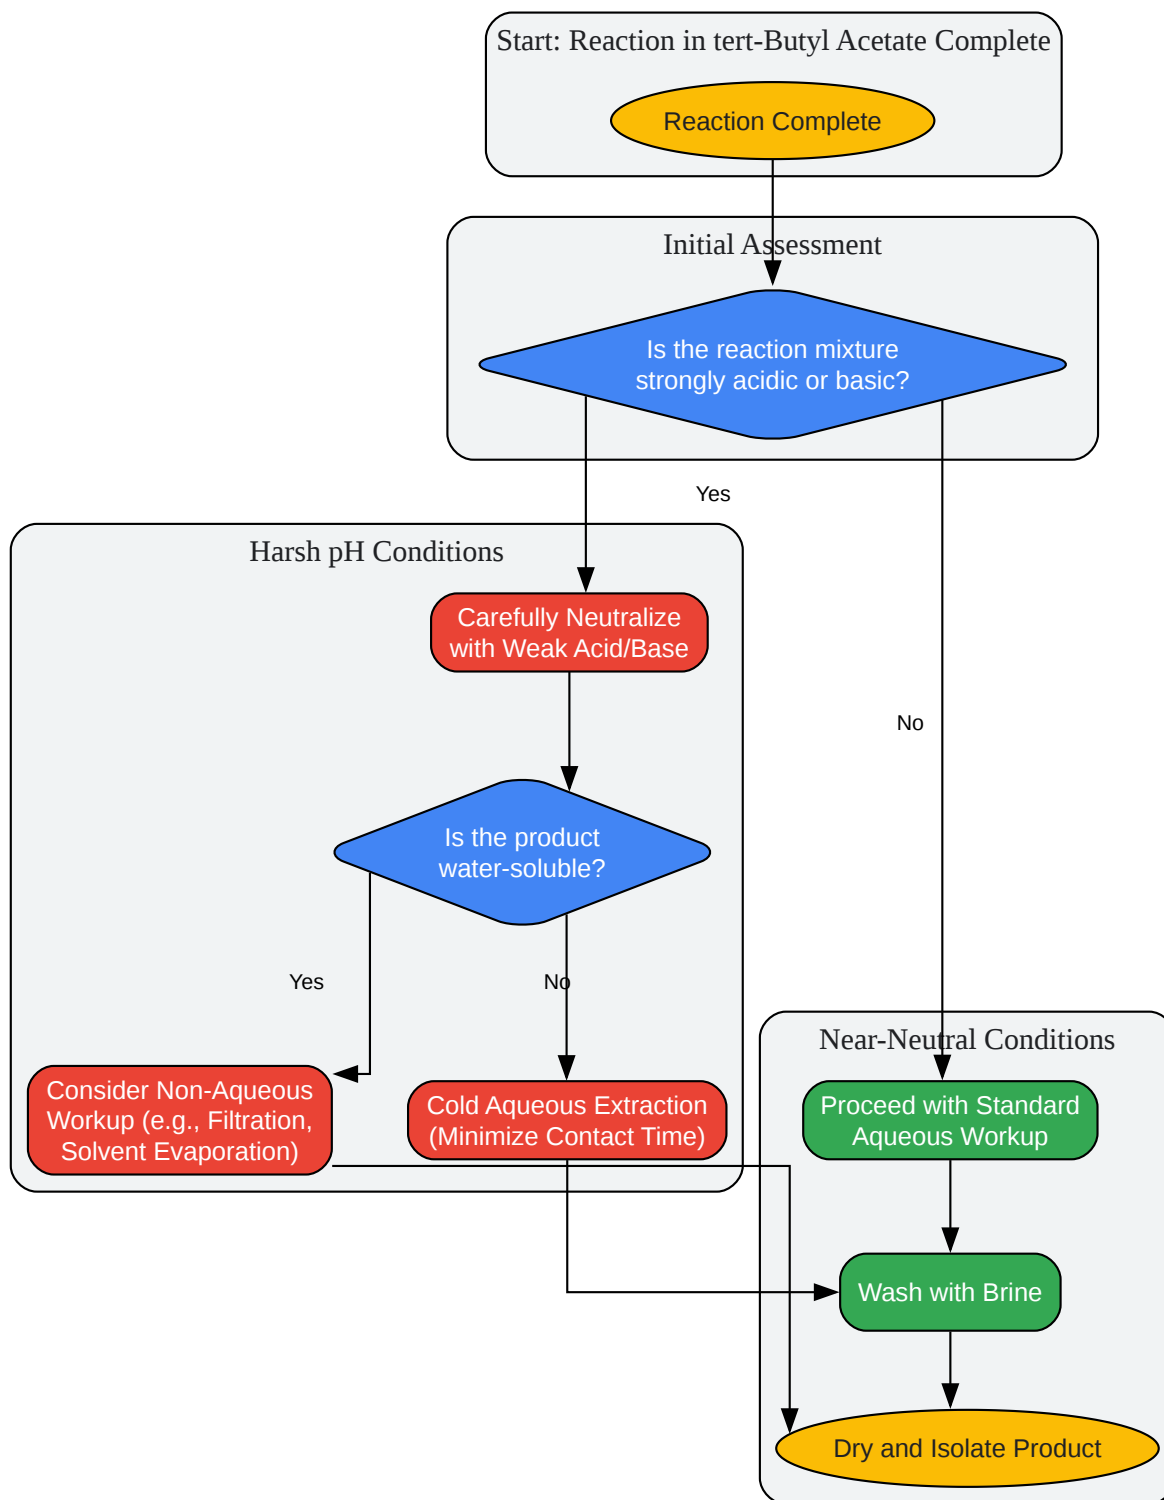 Start: Reaction in tert-Butyl Acetate Complete
Reaction Complete
Initial Assessment
Is the reaction mixture
strongly acidic or basic?
Yes
Harsh pH Conditions
Carefully Neutralize
with Weak Acid/Base
No
Is the product
water-soluble?
Yes
No
Near-Neutral Conditions
Consider Non-Aqueous
Workup (e.g., Filtration,
Solvent Evaporation)
Cold Aqueous Extraction
(Minimize Contact Time)
Proceed with Standard
Aqueous Workup
Wash with Brine
Dry and Isolate Product